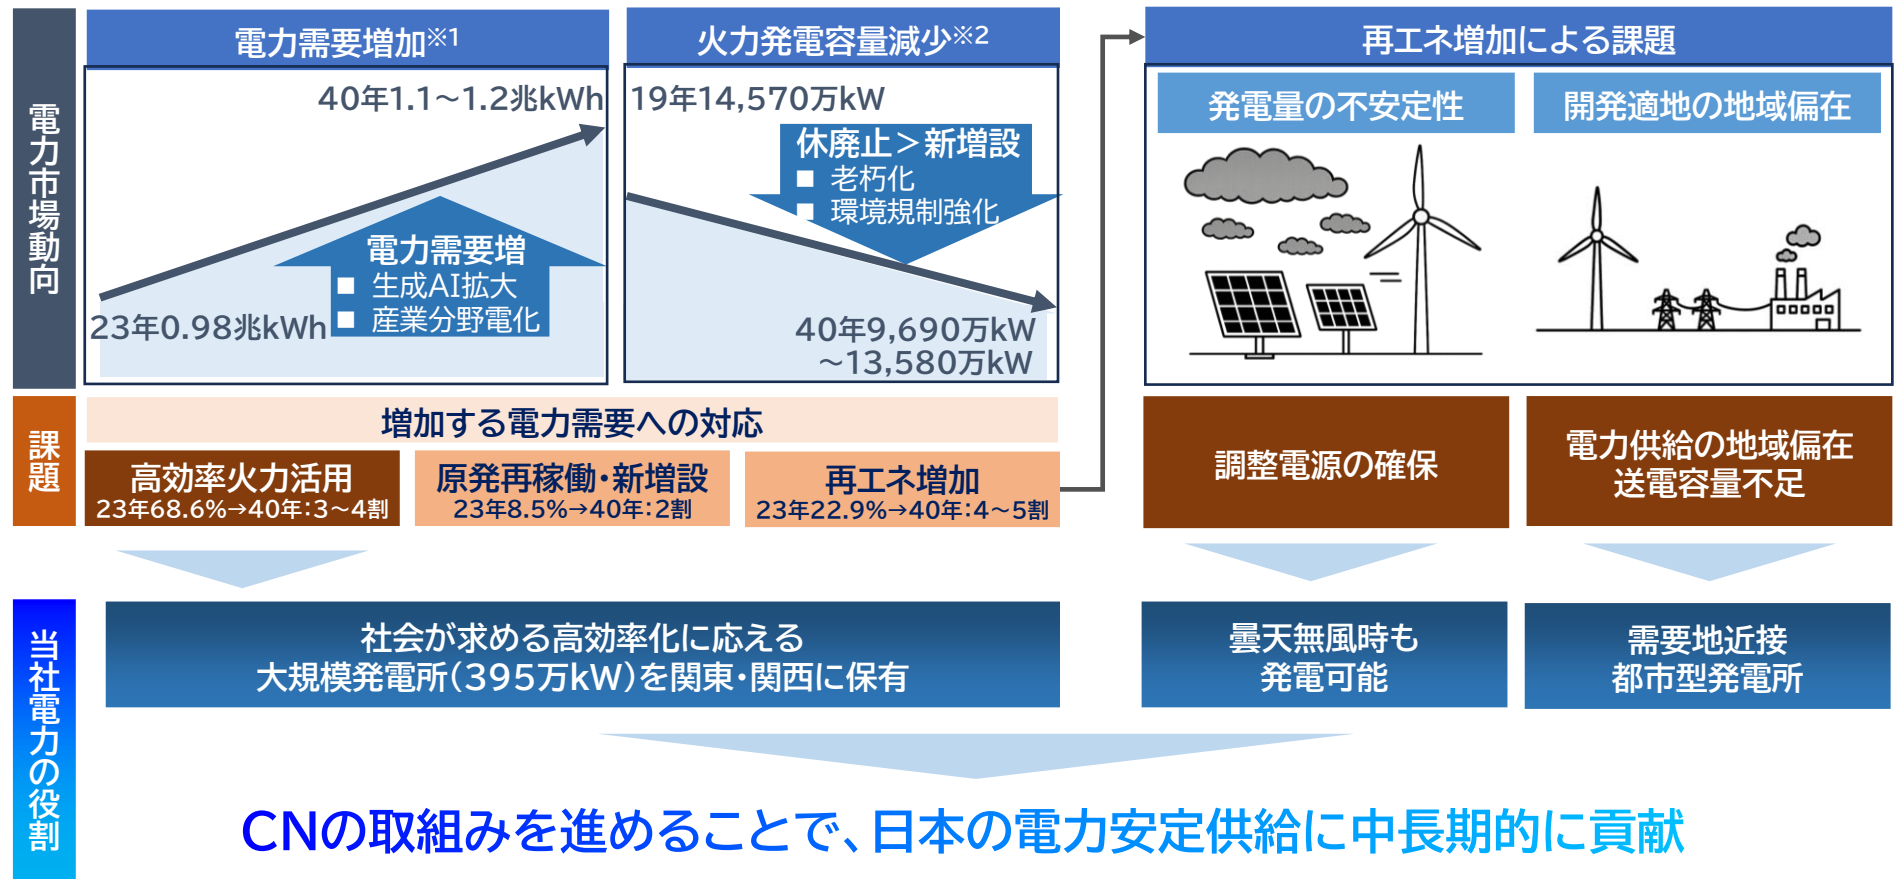 電力市場動向
電力需要増加※1
40年1.1～1.2兆kWh
電力需要増
■ 生成AI拡大
■ 産業分野電化
23年0.98兆kWh
火力発電容量減少※2
19年14,570万kW
休廃止＞新増設
■ 老朽化
■ 環境規制強化
40年9,690万kW
～13,580万kW
再エネ増加による課題
発電量の不安定性
開発適地の地域偏在
課題
増加する電力需要への対応
高効率火力活用
23年68.6%→40年：3～4割
原発再稼働・新増設
23年8.5%→40年：2割
再エネ増加
23年22.9%→40年：4～5割
調整電源の確保
電力供給の地域偏在
送電容量不足
当社電力の役割
社会が求める高効率化に応える
大規模発電所（395万kW）を関東・関西に保有
曇天無風時も
発電可能
需要地近接
都市型発電所
CNの取組みを進めることで、日本の電力安定供給に中長期的に貢献